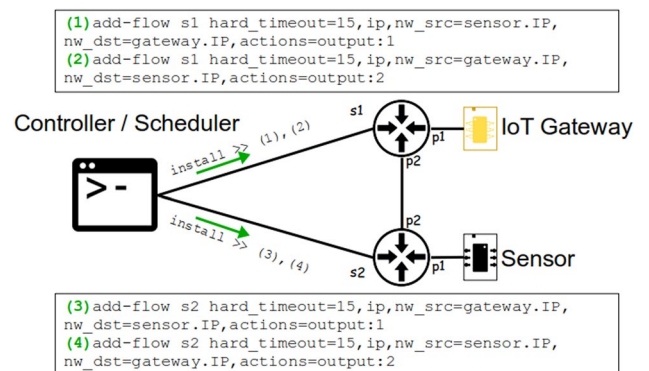 (1)add-flow s1 hard_timeout=15,ip,nw_src=sensor.IP,
nw_dst=gateway.IP,actions=output:1
(2)add-flow s1 hard_timeout=15,ip,nw_src=gateway.IP,
nw_dst=sensor.IP,actions=output:2
Controller / Scheduler
install >> (1),(2)
s1
p1
IoT Gateway
>-
p2
p2
install >> (3),(4)
s2
p1
Sensor
(3)add-flow s2 hard_timeout=15,ip,nw_src=gateway.IP,
nw_dst=sensor.IP,actions=output:1
(4)add-flow s2 hard_timeout=15,ip,nw_src=sensor.IP,
nw_dst=gateway.IP,actions=output:2